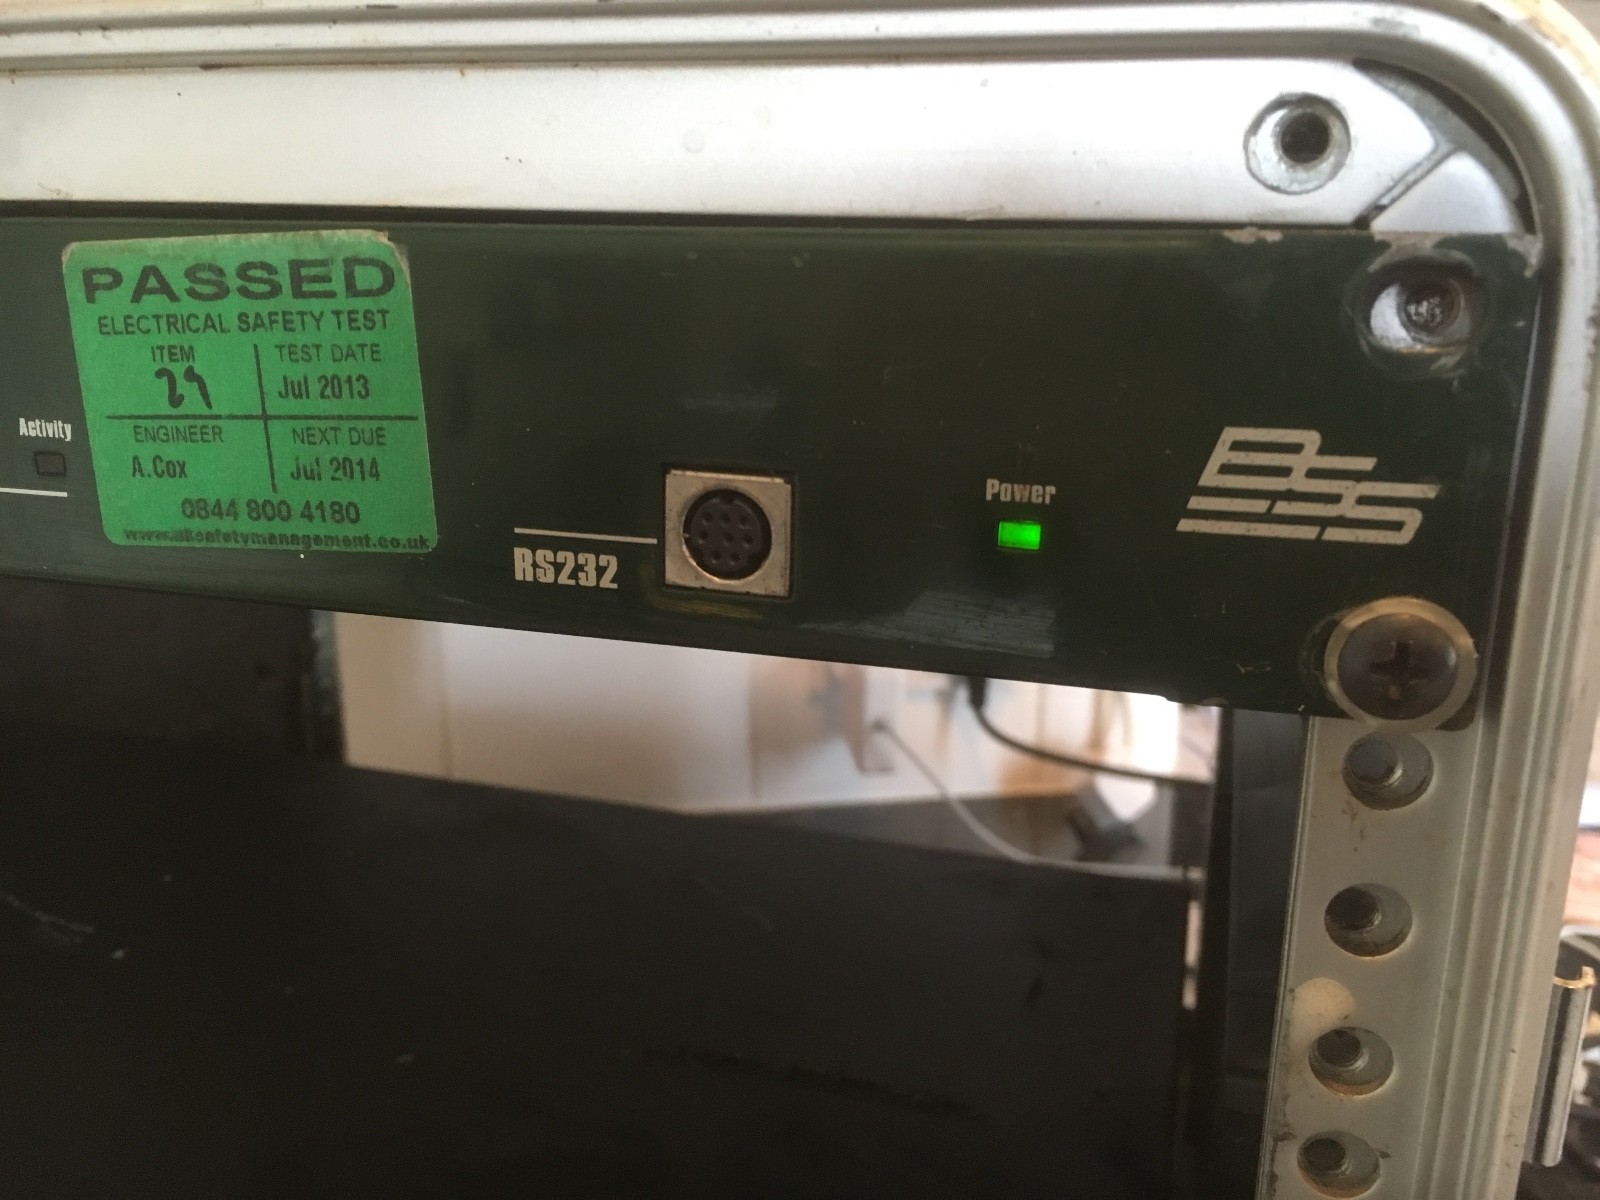 PASSED
ELECTRICAL SAFETY TEST
ITEM
29
TEST DATE
Jul 2013
ENGINEER
A.Cox
NEXT DUE
Jul 2014
0844 800 4180
www.uksafetymanagement.co.uk
Activity
RS232
Power
BSS